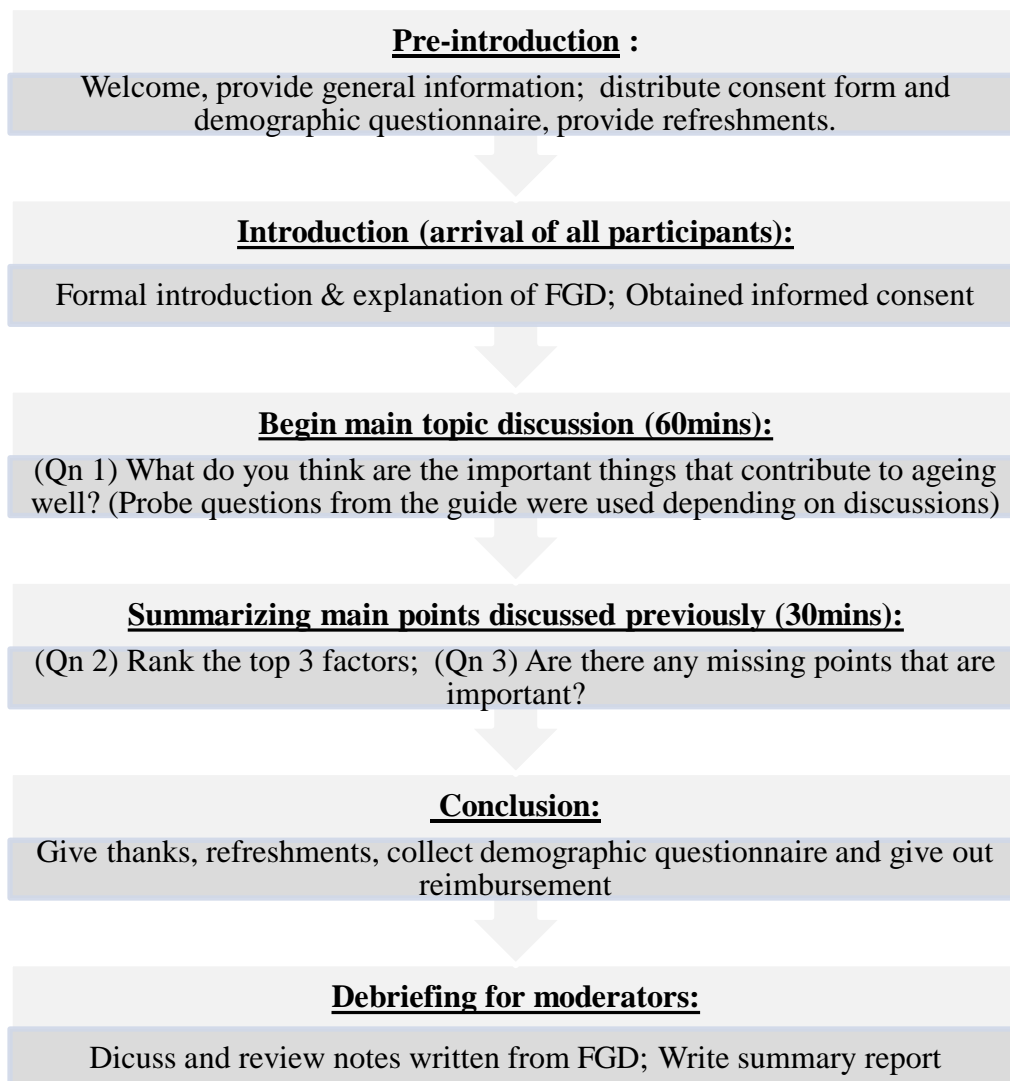 Pre-introduction :
Welcome, provide general information; distribute consent form and
demographic questionnaire, provide refreshments.
Introduction (arrival of all participants):
Formal introduction & explanation of FGD; Obtained informed consent
Begin main topic discussion (60mins):
(Qn 1) What do you think are the important things that contribute to ageing
well? (Probe questions from the guide were used depending on discussions)
Summarizing main points discussed previously (30mins):
(Qn 2) Rank the top 3 factors; (Qn 3) Are there any missing points that are
important?
Conclusion:
Give thanks, refreshments, collect demographic questionnaire and give out
reimbursement
Debriefing for moderators:
Dicuss and review notes written from FGD; Write summary report